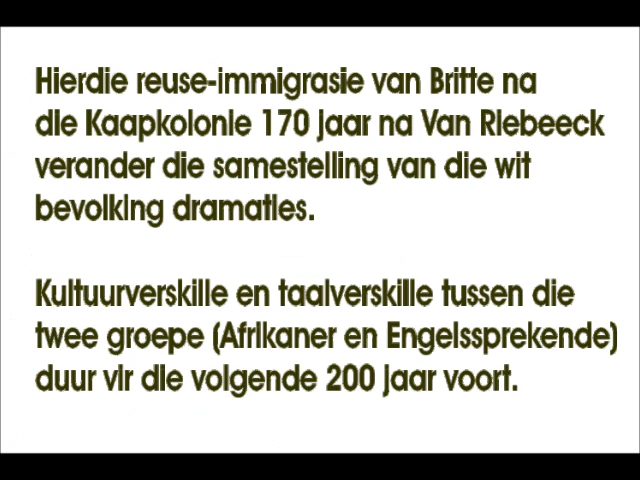 Hierdie reuse-immigrasie van Britte na
die Kaapkolonie 170 jaar na Van Riebeeck
verander die samestelling van die wit
bevolking dramaties.
Kultuurverskille en taalverskille tussen die
twee groepe (Afrikaner en Engelssprekende)
duur vir die volgende 200 jaar voort.